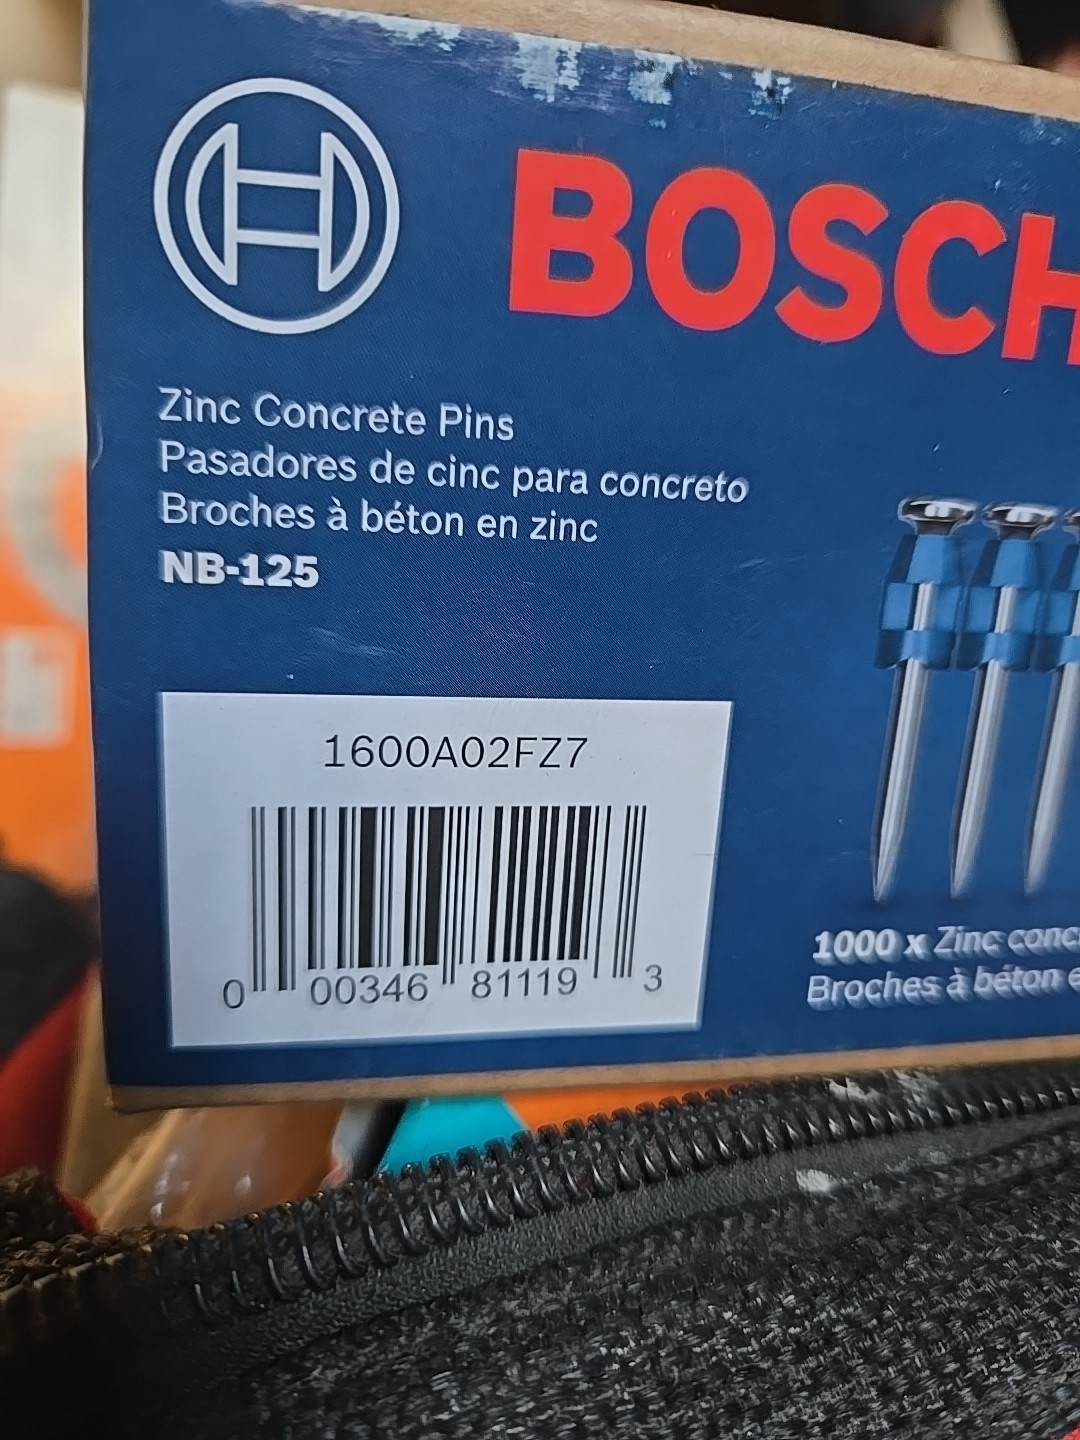 BOSCH
Zinc Concrete Pins
Pasadores de cinc para concreto
Broches à béton en zinc
NB-125
1600A02FZ7
0 00346 81119 3
1000 x Zinc conc
Broches à béton e